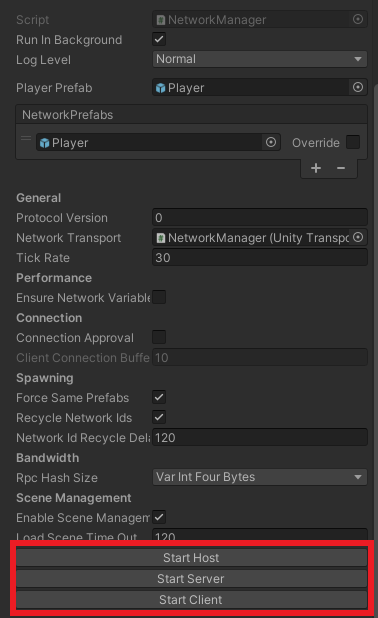 Script NetworkManager
Run In Background
Log Level Normal
Player Prefab Player
NetworkPrefabs
Player Override
+ −
General
Protocol Version 0
Network Transport NetworkManager (Unity Transpo
Tick Rate 30
Performance
Ensure Network Variable
Connection
Connection Approval
Client Connection Buffe 10
Spawning
Force Same Prefabs
Recycle Network Ids
Network Id Recycle Dela 120
Bandwidth
Rpc Hash Size Var Int Four Bytes
Scene Management
Enable Scene Managem
Load Scene Time Out 120
Start Host
Start Server
Start Client